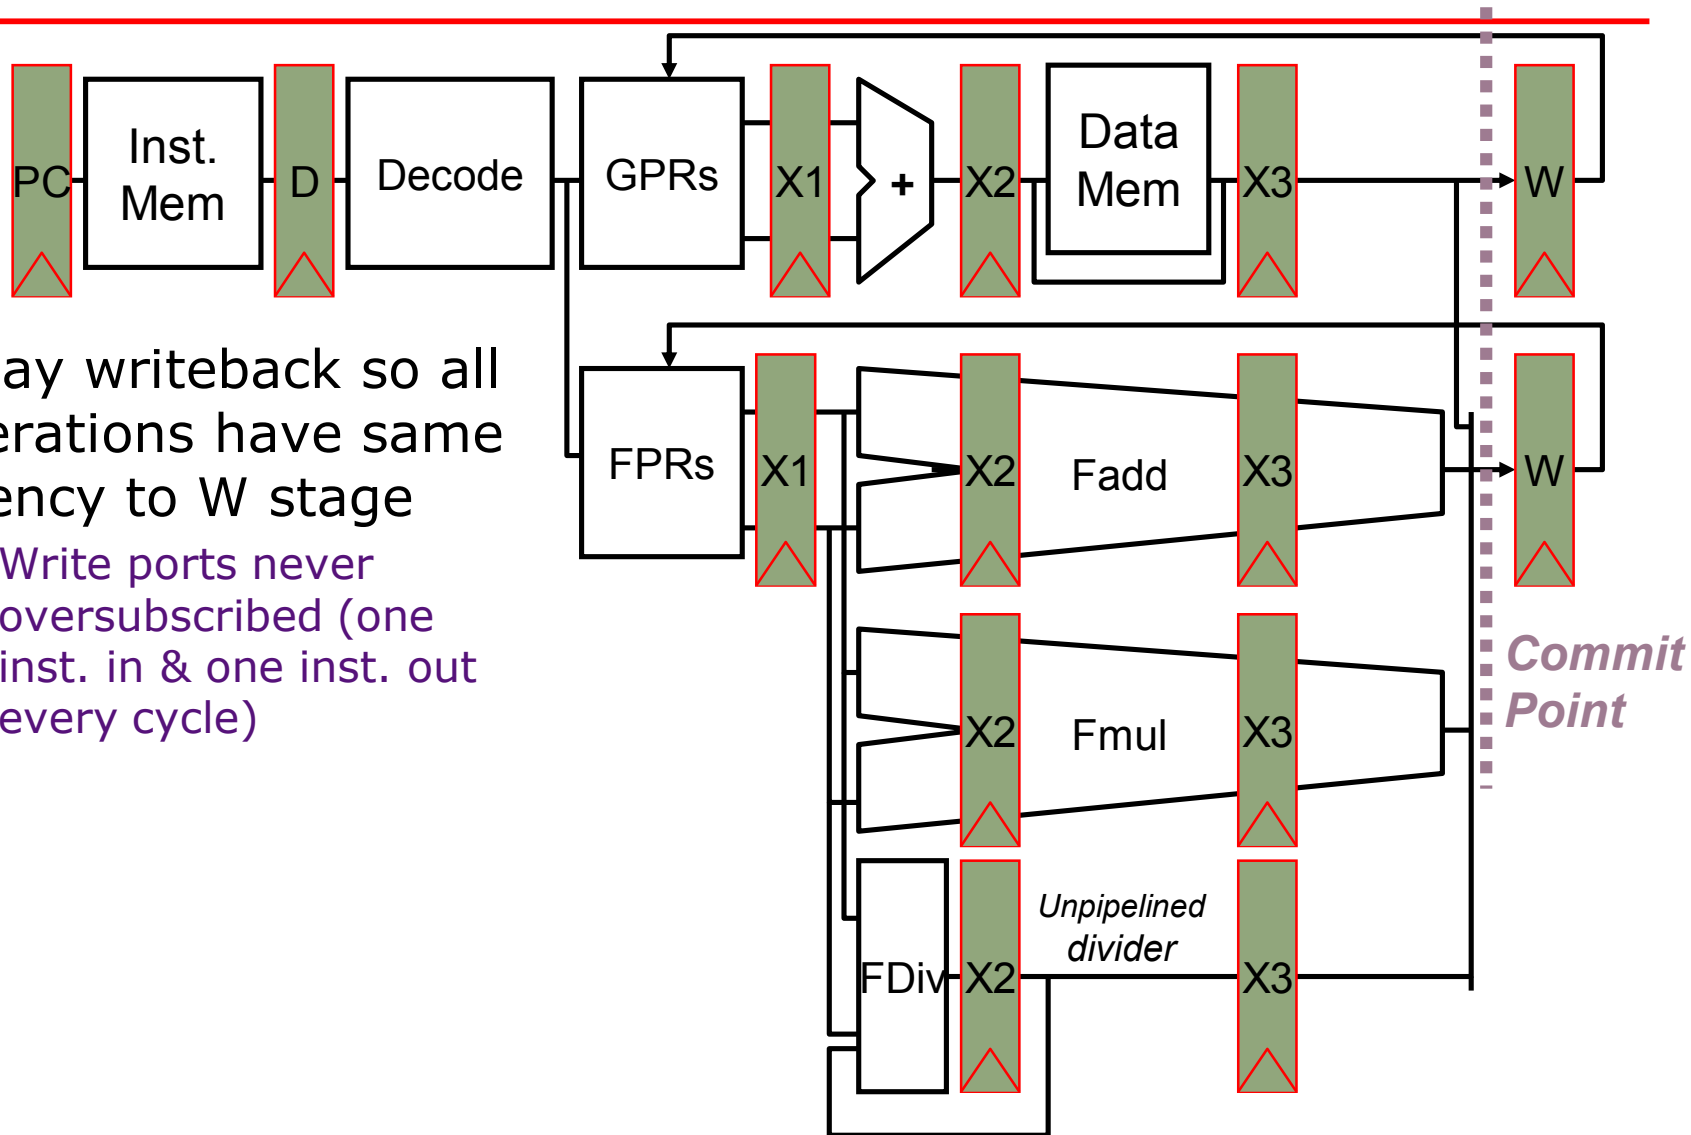 PC
Inst.
Mem
D
Decode
GPRs
X1
+
X2
Data
Mem
X3
W
ay writeback so all
erations have same
ency to W stage
Write ports never
oversubscribed (one
inst. in & one inst. out
every cycle)
FPRs
X1
X2
Fadd
X3
W
X2
Fmul
X3
Commit
Point
FDiv
X2
Unpipelined
divider
X3